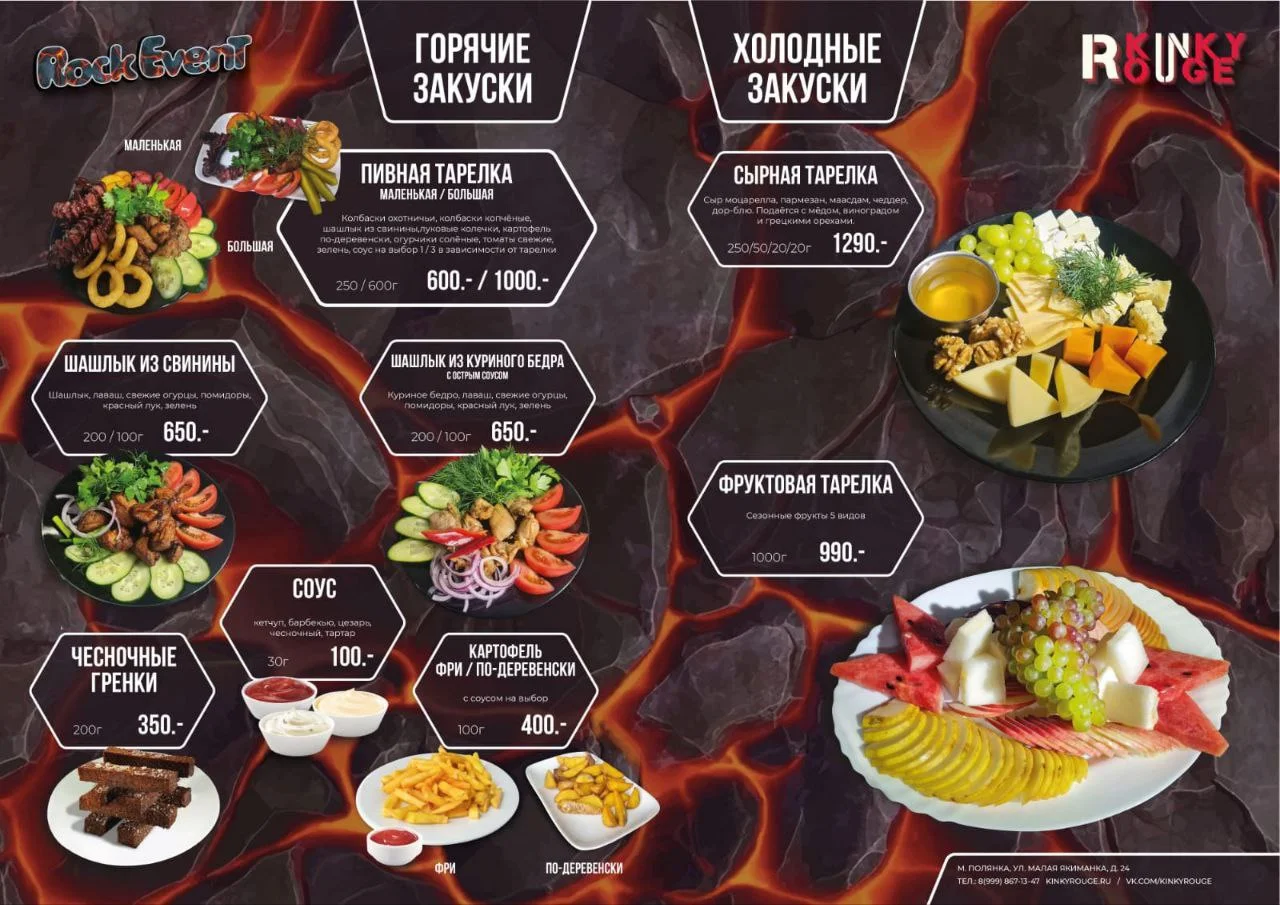 Rock Event
ГОРЯЧИЕ
ЗАКУСКИ
МАЛЕНЬКАЯ
БОЛЬШАЯ
ПИВНАЯ ТАРЕЛКА
МАЛЕНЬКАЯ / БОЛЬШАЯ
Колбаски охотничьи, колбаски копчёные,
шашлык из свинины,луковые колечки, картофель
по-деревенски, огурчики солёные, томаты свежие,
зелень, соус на выбор 1 / 3 в зависимости от тарелки
250 / 600г 600.- / 1000.-
ШАШЛЫК ИЗ СВИНИНЫ
Шашлык, лаваш, свежие огурцы, помидоры,
красный лук, зелень
200 / 100г 650.-
ШАШЛЫК ИЗ КУРИНОГО БЕДРА
С ОСТРЫМ СОУСОМ
Куриное бедро, лаваш, свежие огурцы,
помидоры, красный лук, зелень
200 / 100г 650.-
СОУС
кетчуп, барбекью, цезарь,
чесночный, тартар
30г 100.-
ЧЕСНОЧНЫЕ
ГРЕНКИ
200г 350.-
КАРТОФЕЛЬ
ФРИ / ПО-ДЕРЕВЕНСКИ
с соусом на выбор
100г 400.-
ФРИ
ПО-ДЕРЕВЕНСКИ
ХОЛОДНЫЕ
ЗАКУСКИ
R KINKY
ROUGE
СЫРНАЯ ТАРЕЛКА
Сыр моцарелла, пармезан, маасдам, чеддер,
дор-блю. Подаётся с мёдом, виноградом
и грецкими орехами.
250/50/20/20г 1290.-
ФРУКТОВАЯ ТАРЕЛКА
Сезонные фрукты 5 видов
1000г 990.-
М. ПОЛЯНКА, УЛ. МАЛАЯ ЯКИМАНКА, Д. 24
ТЕЛ.: 8(999) 867-13-47 KINKYROUGE.RU / VK.COM/KINKYROUGE